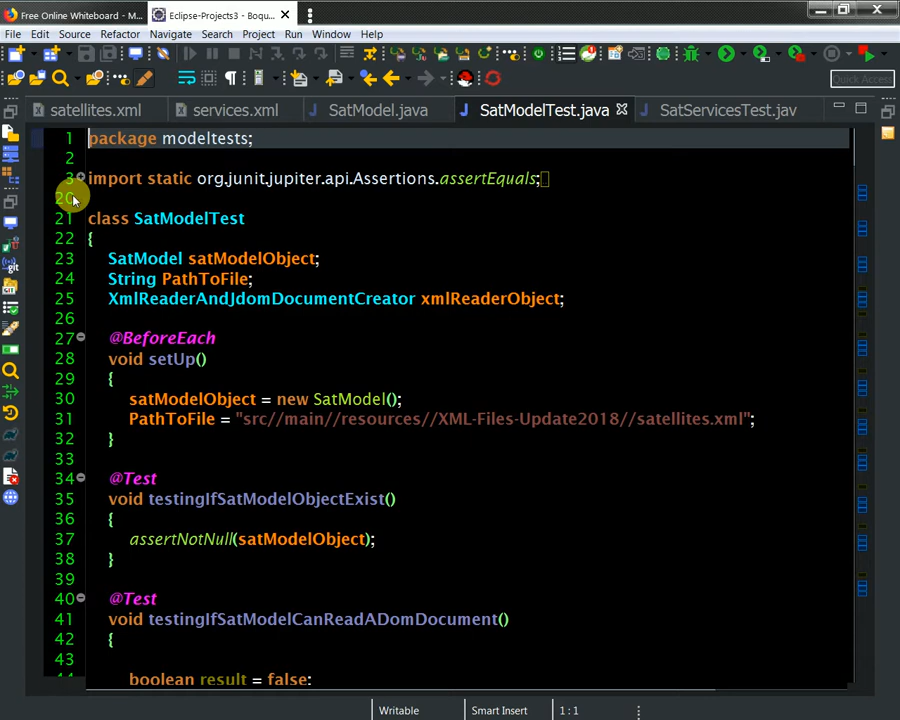 Free Online Whiteboard - M...
Eclipse-Projects3 - Boqu...
File Edit Source Refactor Navigate Search Project Run Window Help
Quick Access
satellites.xml services.xml SatModel.java SatModelTest.java SatServicesTest.jav
1 package modeltests;
2
3 import static org.junit.jupiter.api.Assertions.assertEquals;
20
21 class SatModelTest
22 {
23 SatModel satModelObject;
24 String PathToFile;
25 XmlReaderAndJdomDocumentCreator xmlReaderObject;
26
27 @BeforeEach
28 void setUp()
29 {
30 satModelObject = new SatModel();
31 PathToFile = "src//main//resources//XML-Files-Update2018//satellites.xml";
32 }
33
34 @Test
35 void testingIfSatModelObjectExist()
36 {
37 assertNotNull(satModelObject);
38 }
39
40 @Test
41 void testingIfSatModelCanReadADomDocument()
42 {
43
44 boolean result = false;
Writable Smart Insert 1 : 1